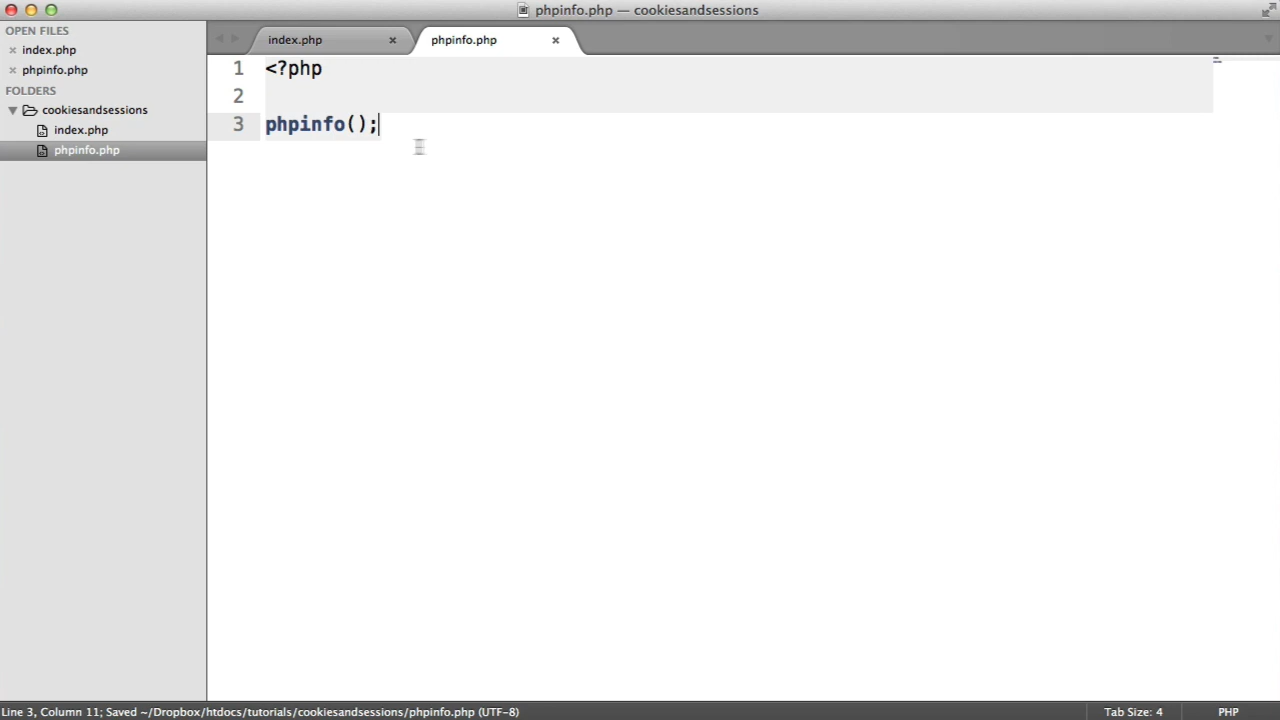 phpinfo.php — cookiesandsessions
OPEN FILES
index.php
phpinfo.php
FOLDERS
cookiesandsessions
index.php
phpinfo.php
index.php
phpinfo.php
1 <?php
2
3 phpinfo();
Line 3, Column 11; Saved ~/Dropbox/htdocs/tutorials/cookiesandsessions/phpinfo.php (UTF-8)
Tab Size: 4
PHP